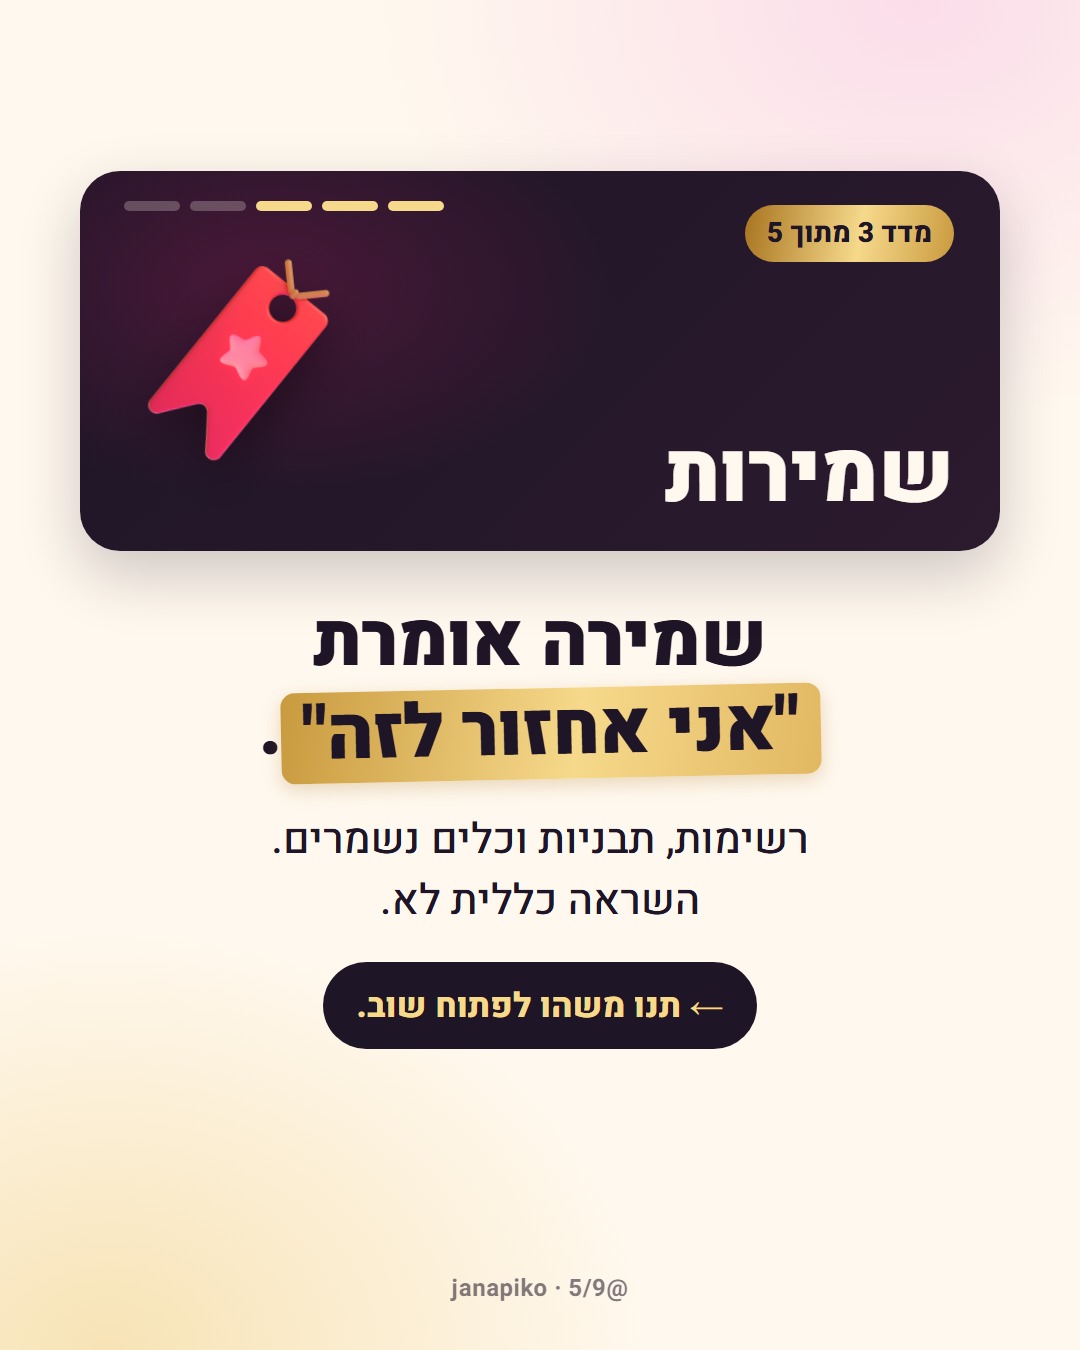 מדד 3 מתוך 5
שמירות
שמירה אומרת
"אני אחזור לזה".
רשימות, תבניות וכלים נשמרים.
השראה כללית לא.
← תנו משהו לפתוח שוב.
janapiko · 5/9@